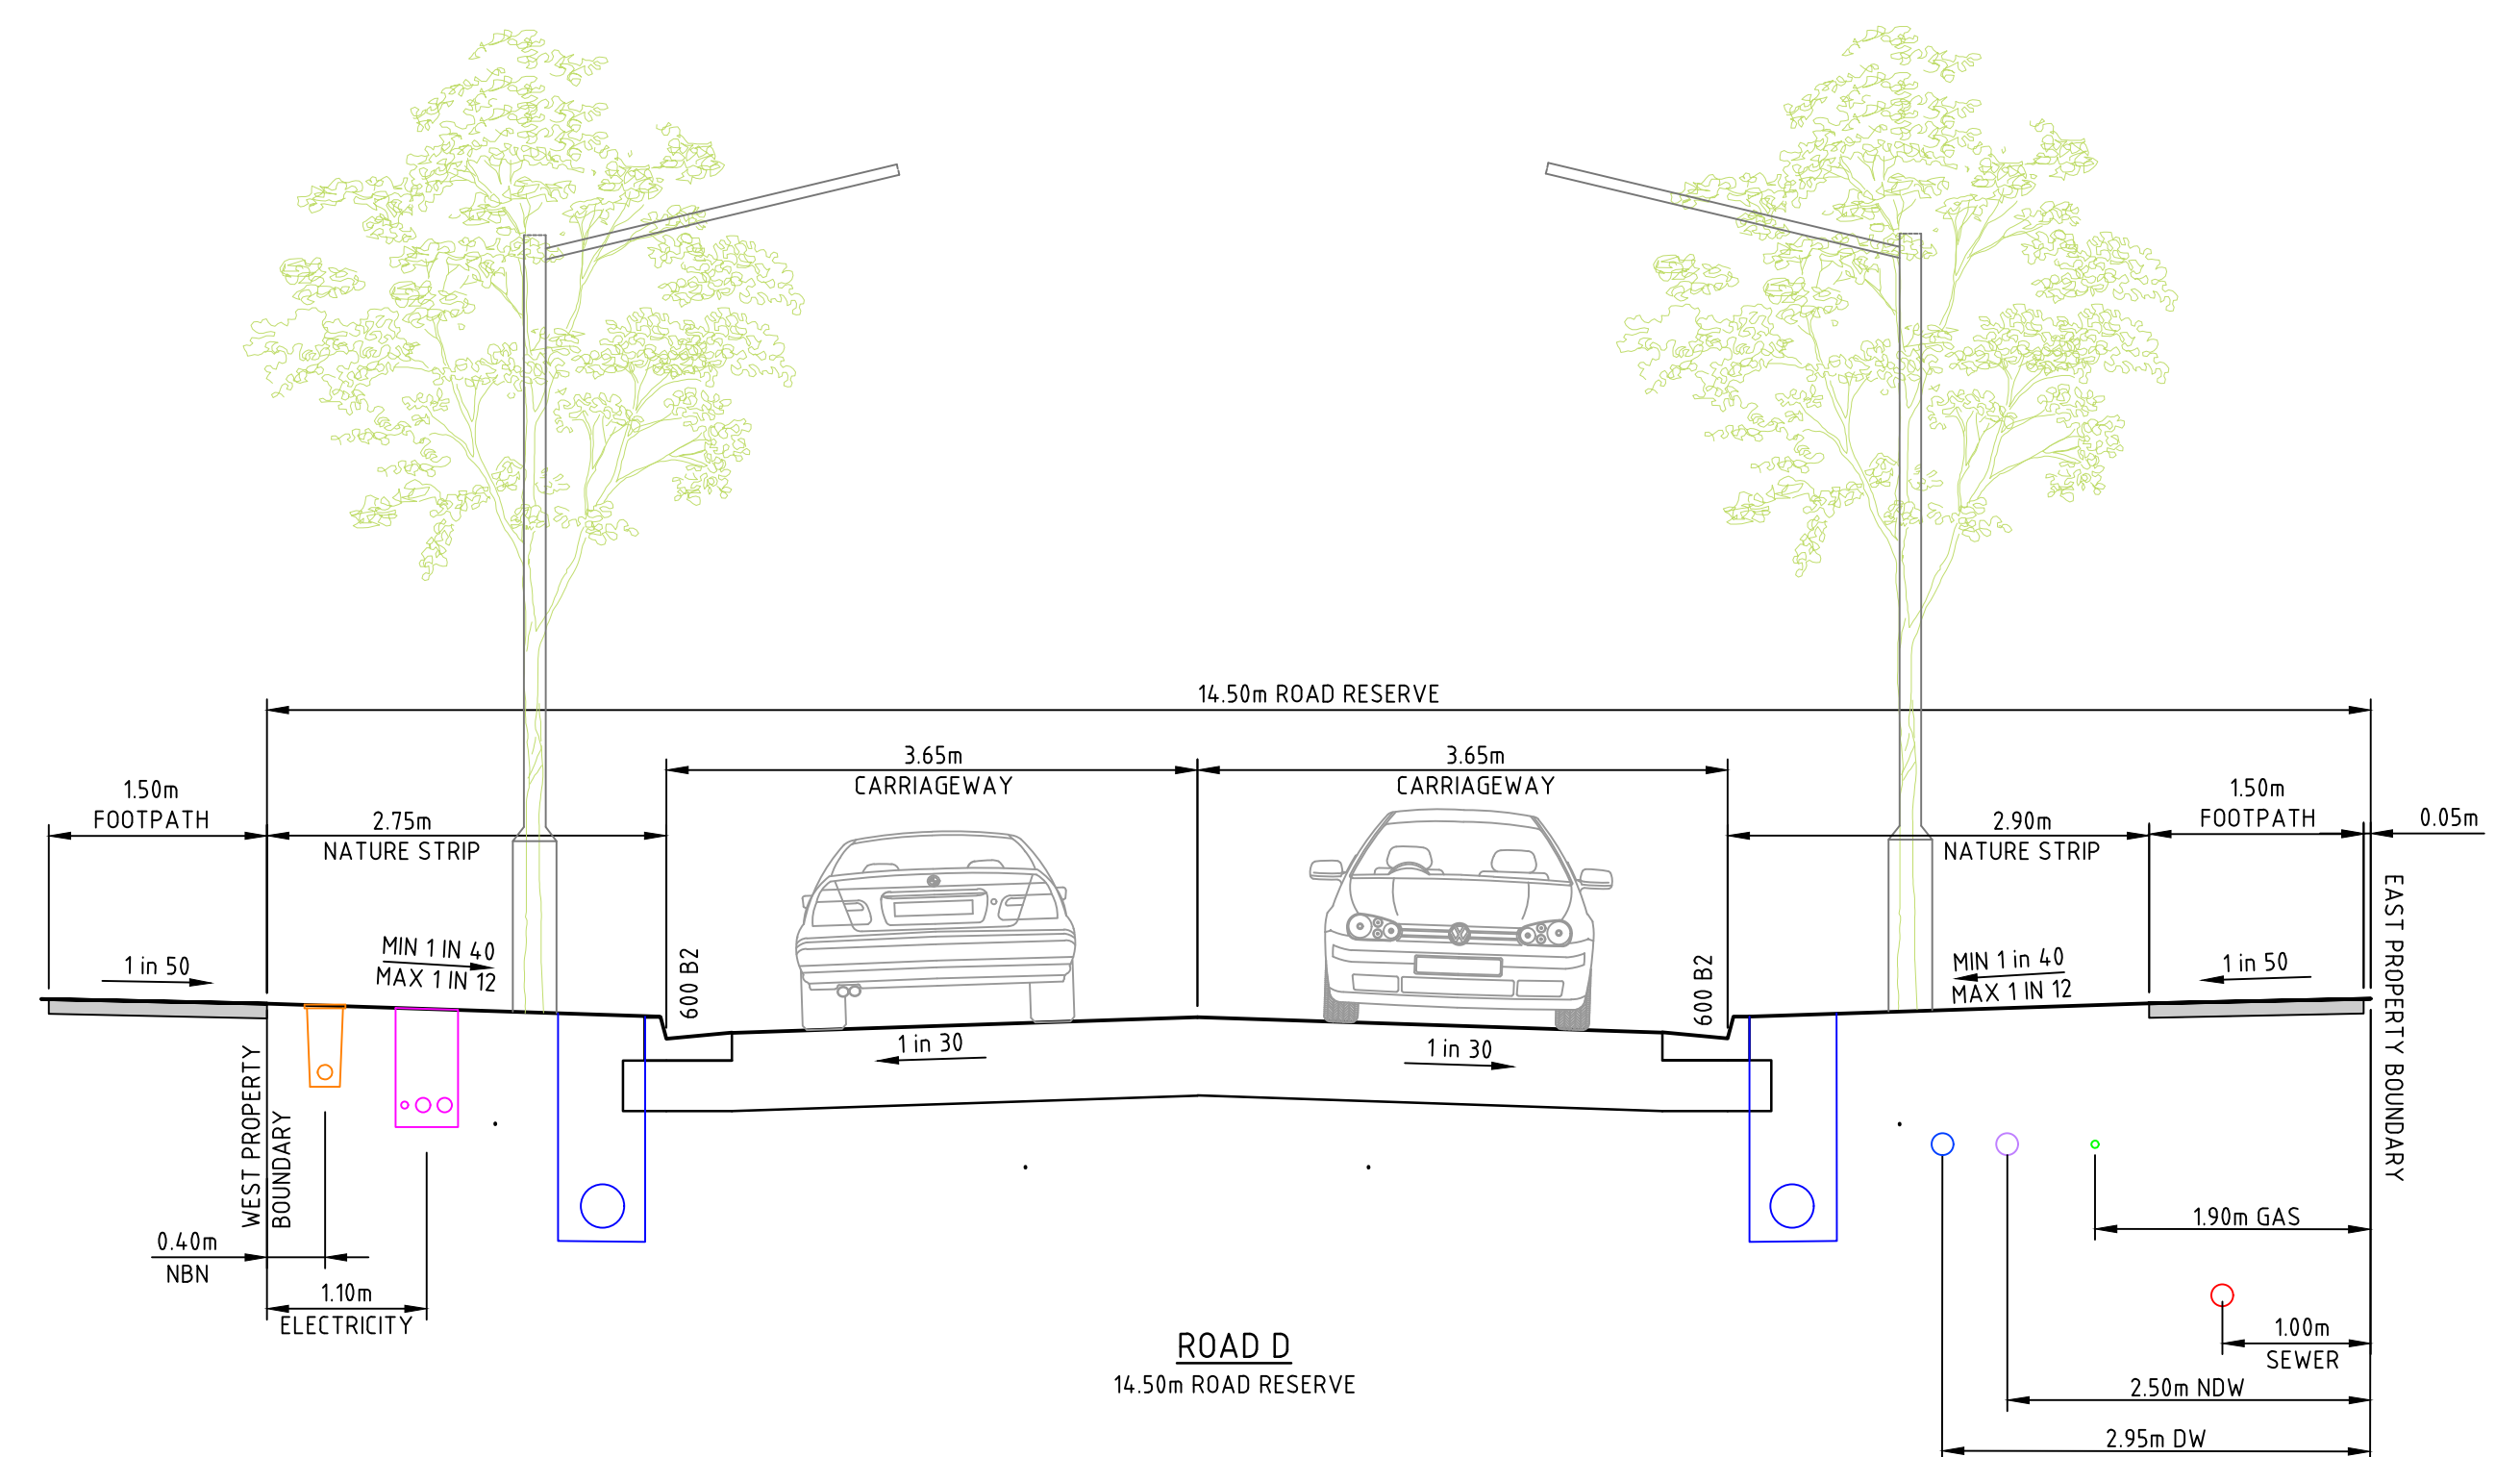 14.50m ROAD RESERVE
3.65m
CARRIAGEWAY
3.65m
CARRIAGEWAY
1.50m
FOOTPATH
2.75m
NATURE STRIP
2.90m
NATURE STRIP
1.50m
FOOTPATH
0.05m
1 in 50
MIN 1 IN 40
MAX 1 IN 12
600 B2
600 B2
MIN 1 in 40
MAX 1 IN 12
1 in 50
EAST PROPERTY BOUNDARY
1 in 30
1 in 30
WEST PROPERTY
BOUNDARY
0.40m
NBN
1.10m
ELECTRICITY
1.90m GAS
1.00m
SEWER
2.50m NDW
2.95m DW
ROAD D
14.50m ROAD RESERVE